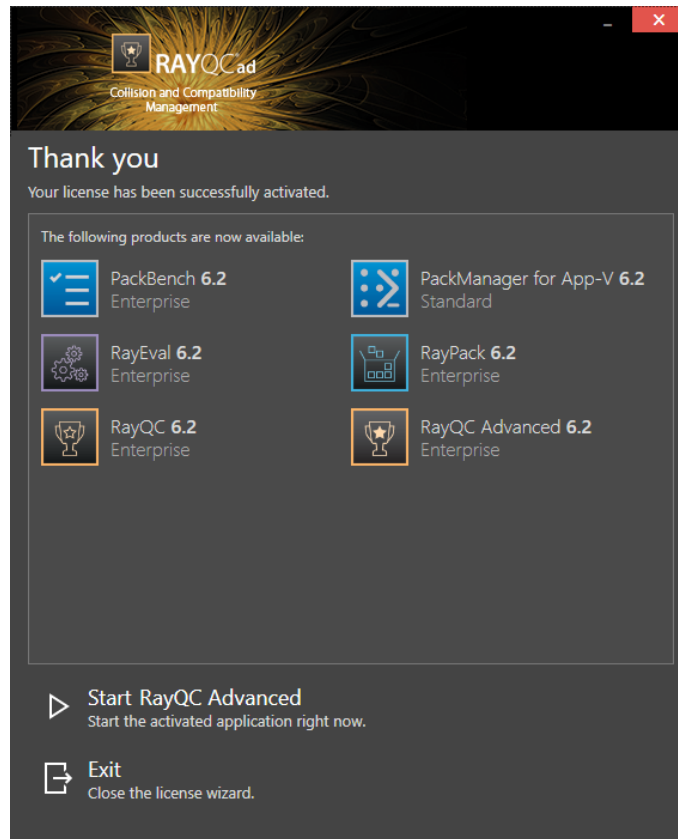 RAYQC ad
Collision and Compatibility
Management
Thank you
Your license has been successfully activated.
The following products are now available:
PackBench 6.2
Enterprise
PackManager for App-V 6.2
Standard
RayEval 6.2
Enterprise
RayPack 6.2
Enterprise
RayQC 6.2
Enterprise
RayQC Advanced 6.2
Enterprise
Start RayQC Advanced
Start the activated application right now.
Exit
Close the license wizard.